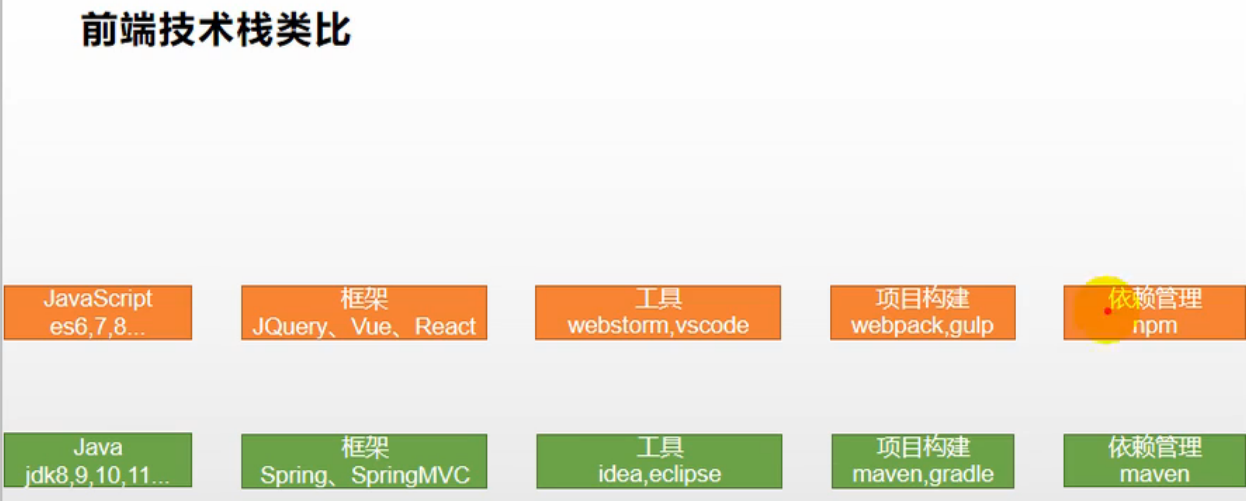 前端技术栈类比
JavaScript
es6,7,8...
框架
JQuery、Vue、React
工具
webstorm,vscode
项目构建
webpack,gulp
依赖管理
npm
Java
jdk8,9,10,11...
框架
Spring、SpringMVC
工具
idea,eclipse
项目构建
maven,gradle
依赖管理
maven